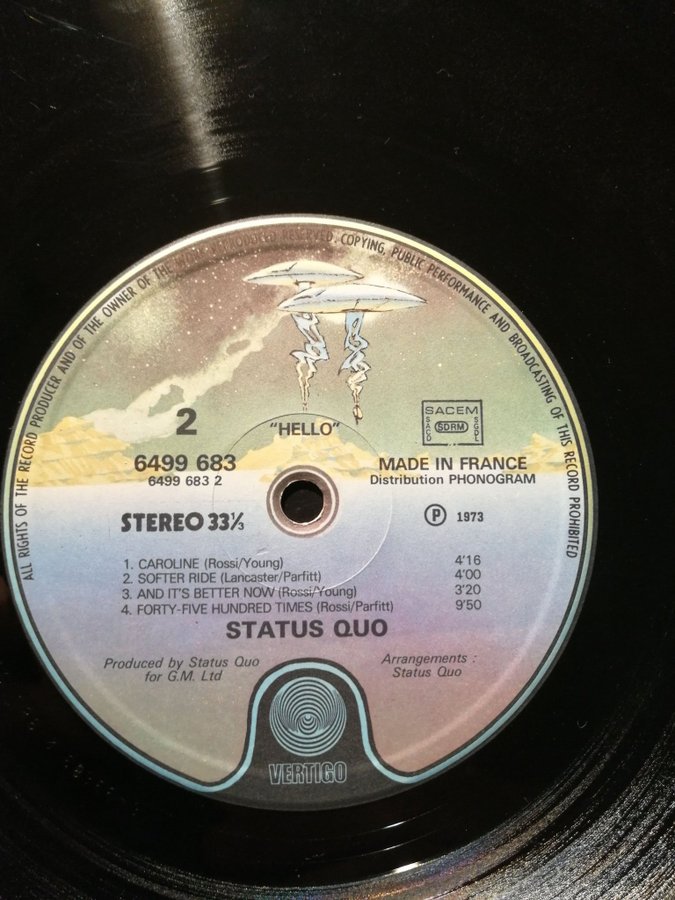 ALL RIGHTS OF THE RECORD PRODUCER AND OF THE OWNER OF THE WORK REPRODUCED RESERVED. COPYING, PUBLIC PERFORMANCE AND BROADCASTING OF THIS RECORD PROHIBITED
2
"HELLO"
SACEM
SACD SDRM SGDL
6499 683
6499 683 2
MADE IN FRANCE
Distribution PHONOGRAM
STEREO 33⅓
Ⓟ 1973
1. CAROLINE (Rossi/Young) 4'16
2. SOFTER RIDE (Lancaster/Parfitt) 4'00
3. AND IT'S BETTER NOW (Rossi/Young) 3'20
4. FORTY-FIVE HUNDRED TIMES (Rossi/Parfitt) 9'50
STATUS QUO
Produced by Status Quo
for G.M. Ltd
Arrangements :
Status Quo
VERTIGO